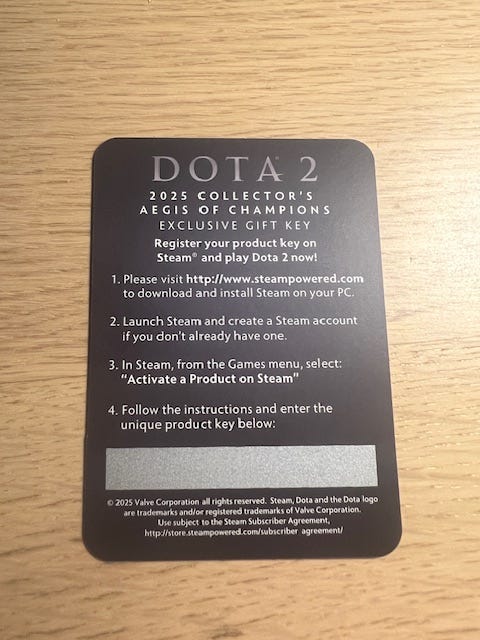 DOTA® 2
2025 COLLECTOR'S
AEGIS OF CHAMPIONS
EXCLUSIVE GIFT KEY
Register your product key on
Steam® and play Dota 2 now!
1. Please visit http://www.steampowered.com
to download and install Steam on your PC.
2. Launch Steam and create a Steam account
if you don't already have one.
3. In Steam, from the Games menu, select:
"Activate a Product on Steam"
4. Follow the instructions and enter the
unique product key below:
© 2025 Valve Corporation all rights reserved. Steam, Dota and the Dota logo
are trademarks and/or registered trademarks of Valve Corporation.
Use subject to the Steam Subscriber Agreement,
http://store.steampowered.com/subscriber_agreement/